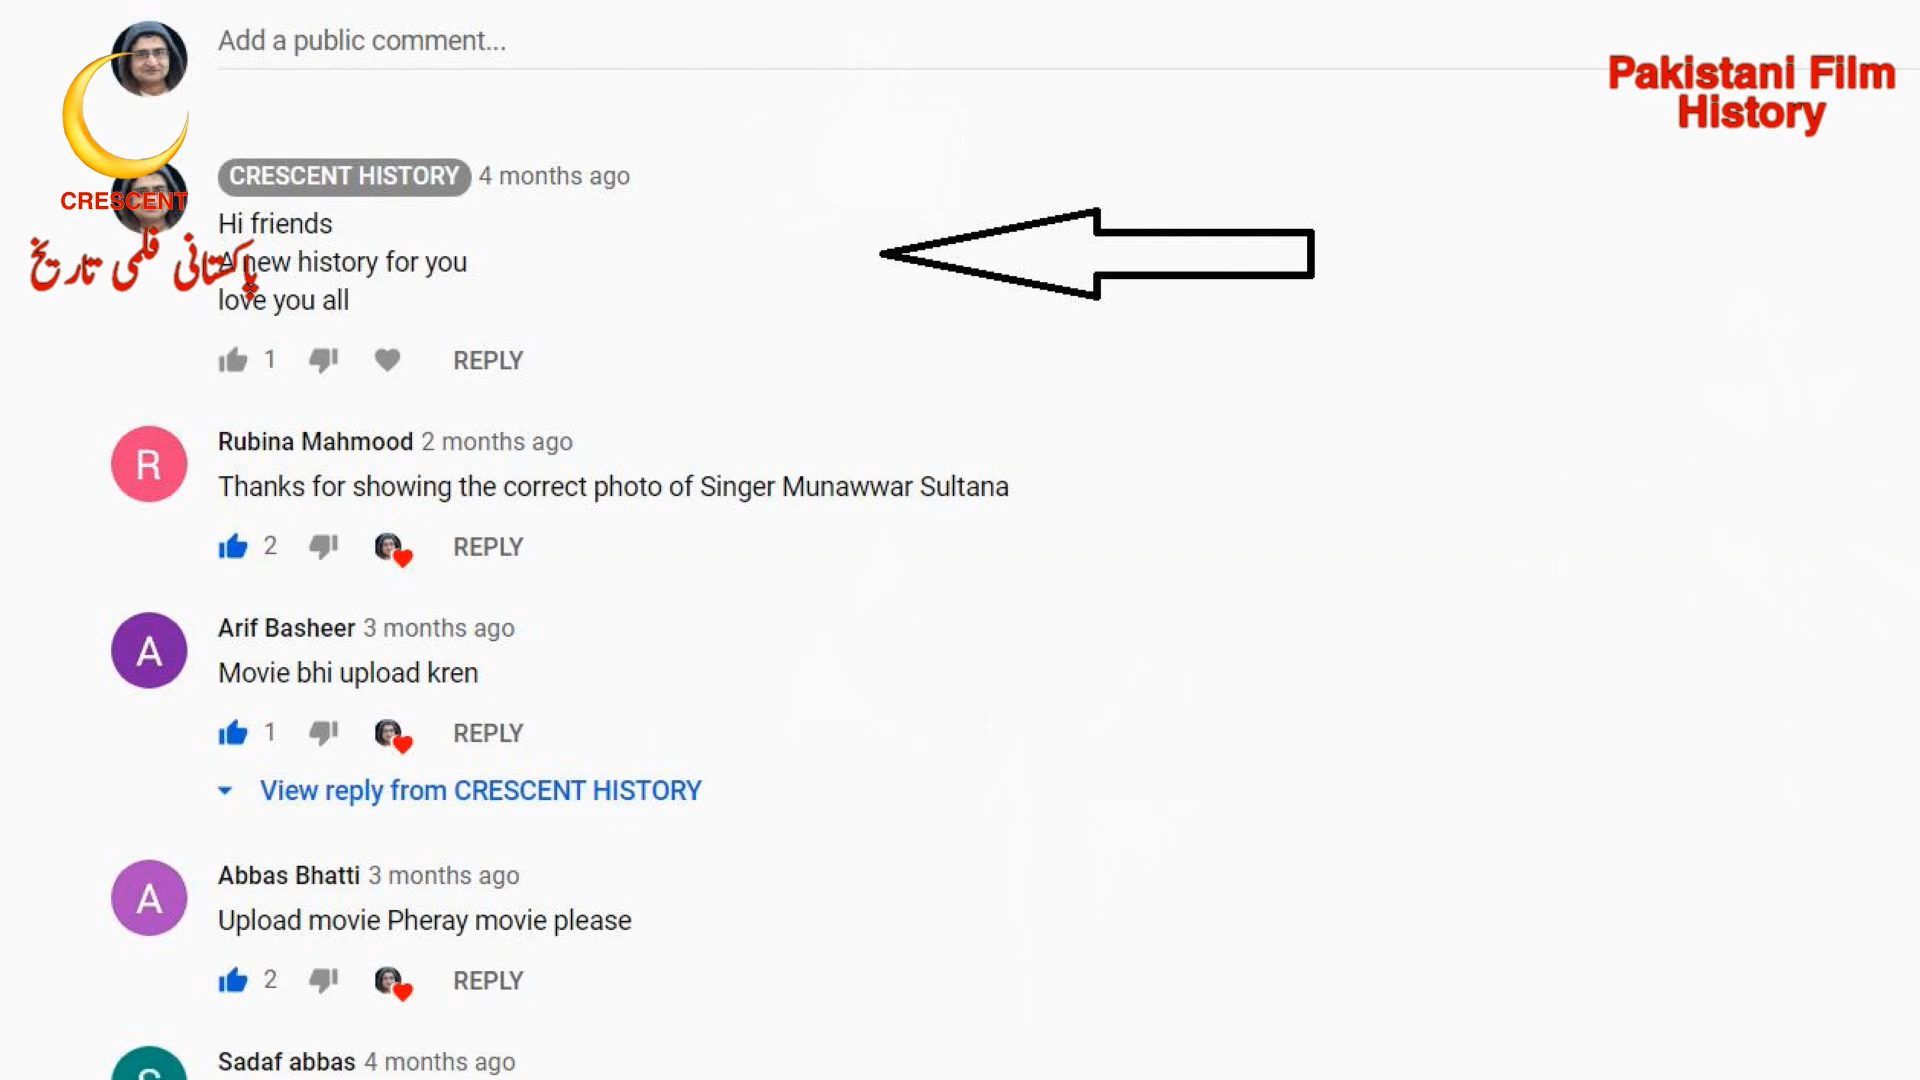 Add a public comment...
Pakistani Film
History
CRESCENT HISTORY 4 months ago
CRESCENT
Hi friends
A new history for you
love you all
پاکستانی فلمی تاریخ
1 REPLY
R
Rubina Mahmood 2 months ago
Thanks for showing the correct photo of Singer Munawwar Sultana
2 REPLY
A
Arif Basheer 3 months ago
Movie bhi upload kren
1 REPLY
View reply from CRESCENT HISTORY
A
Abbas Bhatti 3 months ago
Upload movie Pheray movie please
2 REPLY
Sadaf abbas 4 months ago
S